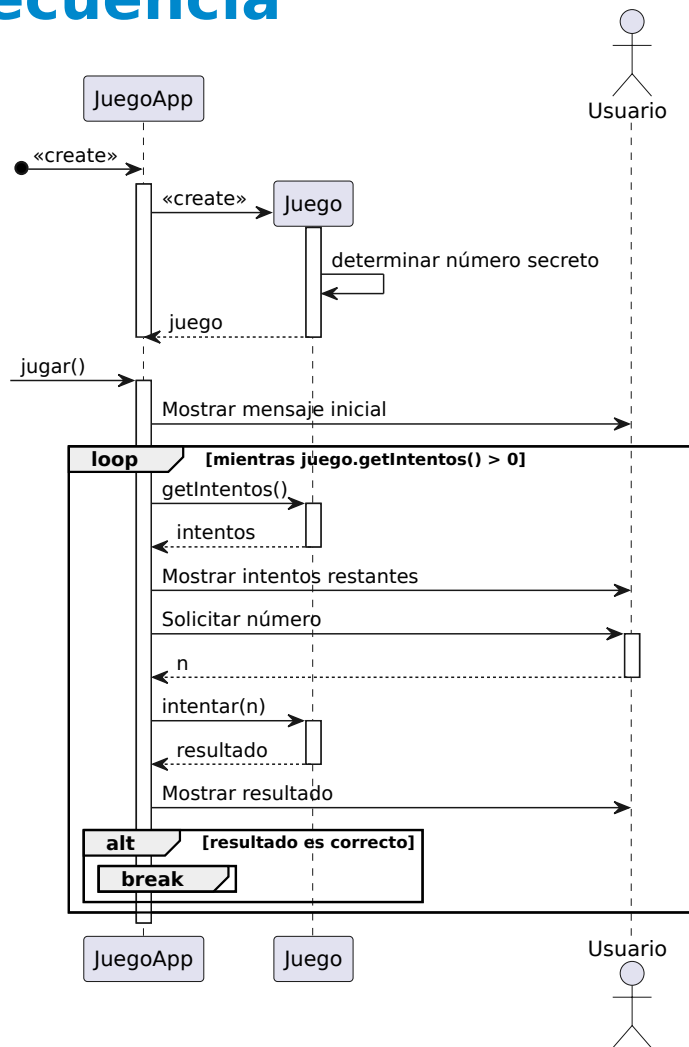 ecuencia
Usuario
JuegoApp
«create»
«create»
Juego
determinar número secreto
juego
jugar()
Mostrar mensaje inicial
loop [mientras juego.getIntentos() > 0]
getIntentos()
intentos
Mostrar intentos restantes
Solicitar número
n
intentar(n)
resultado
Mostrar resultado
alt [resultado es correcto]
break
JuegoApp Juego Usuario